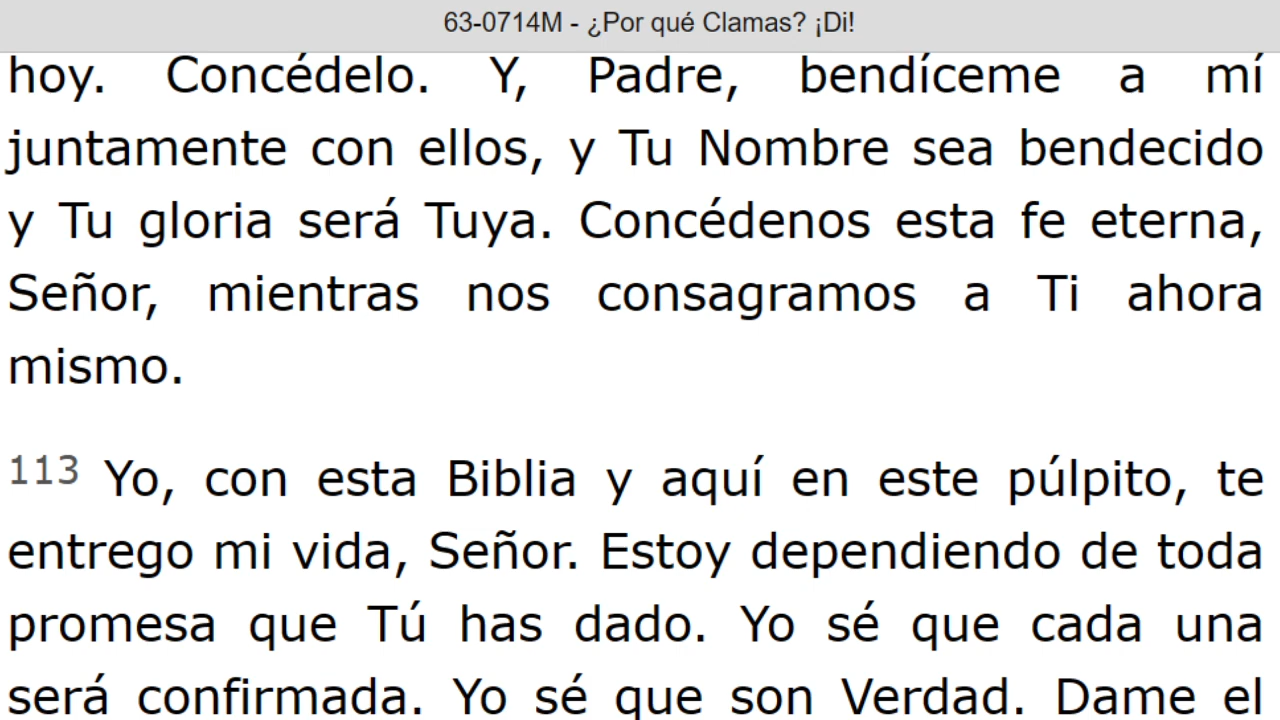 63-0714M - ¿Por qué Clamas? ¡Di!
hoy. Concédelo. Y, Padre, bendíceme a mí
juntamente con ellos, y Tu Nombre sea bendecido
y Tu gloria será Tuya. Concédenos esta fe eterna,
Señor, mientras nos consagramos a Ti ahora
mismo.
113 Yo, con esta Biblia y aquí en este púlpito, te
entrego mi vida, Señor. Estoy dependiendo de toda
promesa que Tú has dado. Yo sé que cada una
será confirmada. Yo sé que son Verdad. Dame el